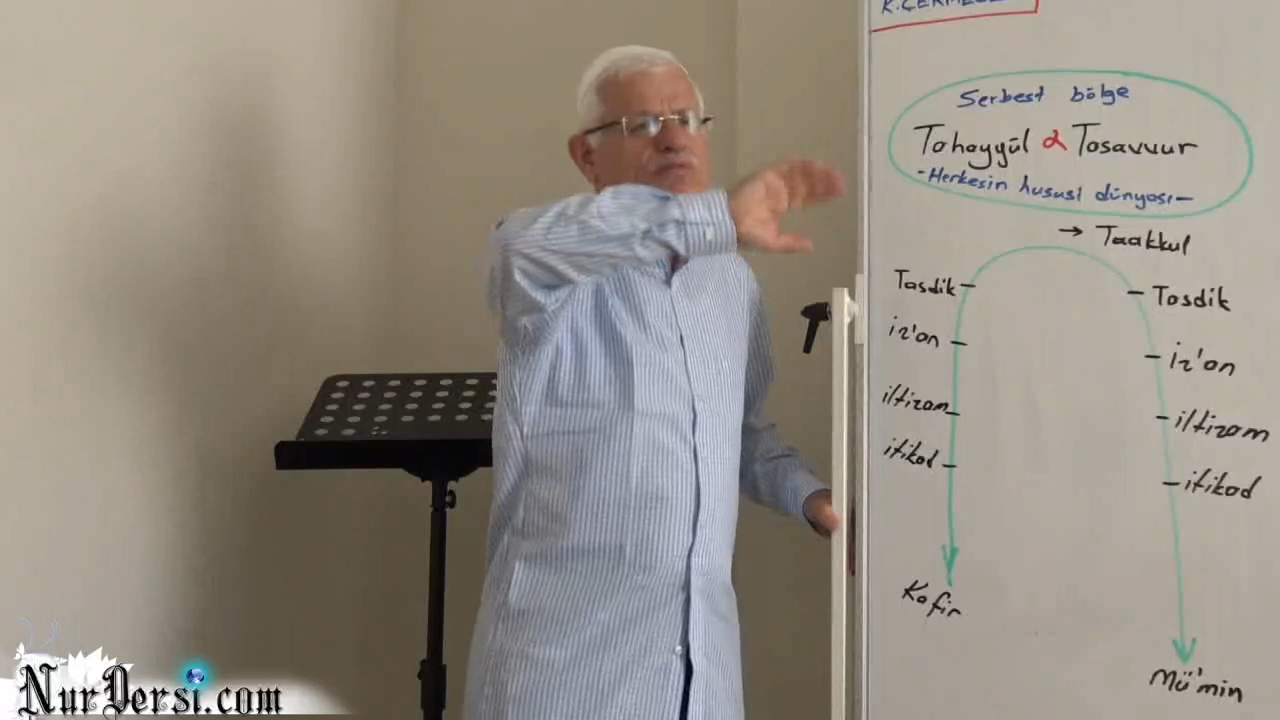 Serbest bölge
Tahayyül & Tasavvur
-Herkesin hususi dünyası-
→ Taakkul
Tasdik
iz'an
iltizam
itikad
Kafir
Tasdik
iz'an
iltizam
itikad
Mü'min
NurDersi.com